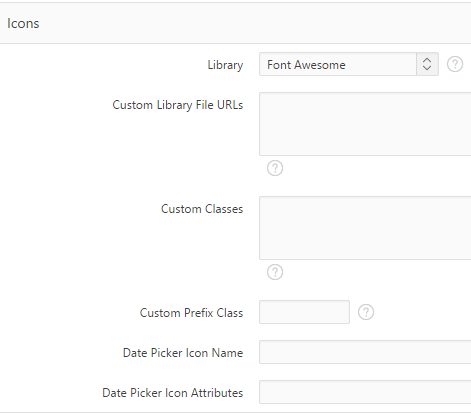 Icons
Library Font Awesome ?
Custom Library File URLs
?
Custom Classes
?
Custom Prefix Class ?
Date Picker Icon Name
Date Picker Icon Attributes